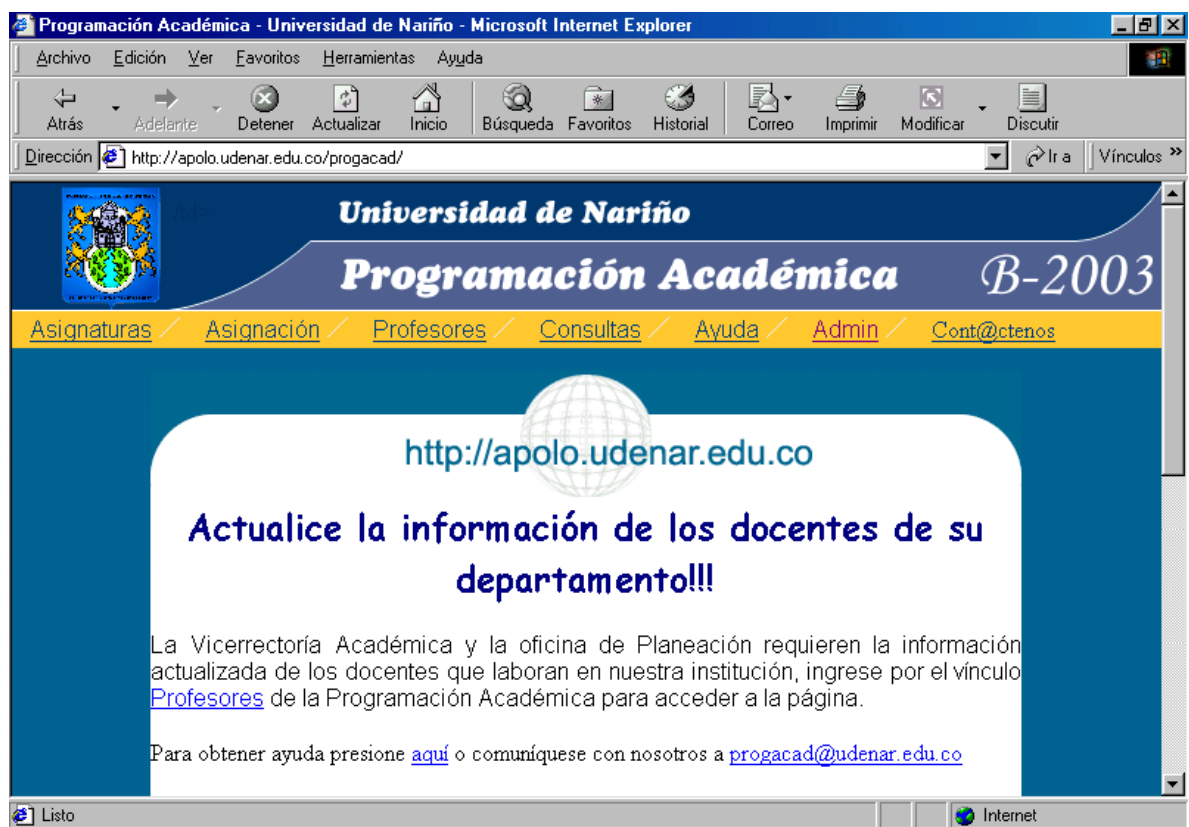 Programación Académica - Universidad de Nariño - Microsoft Internet Explorer
Archivo Edición Ver Favoritos Herramientas Ayuda
Atrás Adelante Detener Actualizar Inicio Búsqueda Favoritos Historial Correo Imprimir Modificar Discutir
Dirección http://apolo.udenar.edu.co/progacad/ Ir a Vínculos »
/td> Universidad de Nariño
Programación Académica B-2003
Asignaturas / Asignación / Profesores / Consultas / Ayuda / Admin / Cont@ctenos
http://apolo.udenar.edu.co
Actualice la información de los docentes de su
departamento!!!
La Vicerrectoría Académica y la oficina de Planeación requieren la información
actualizada de los docentes que laboran en nuestra institución, ingrese por el vínculo
Profesores de la Programación Académica para acceder a la página.
Para obtener ayuda presione aquí o comuníquese con nosotros a progacad@udenar.edu.co
Listo Internet